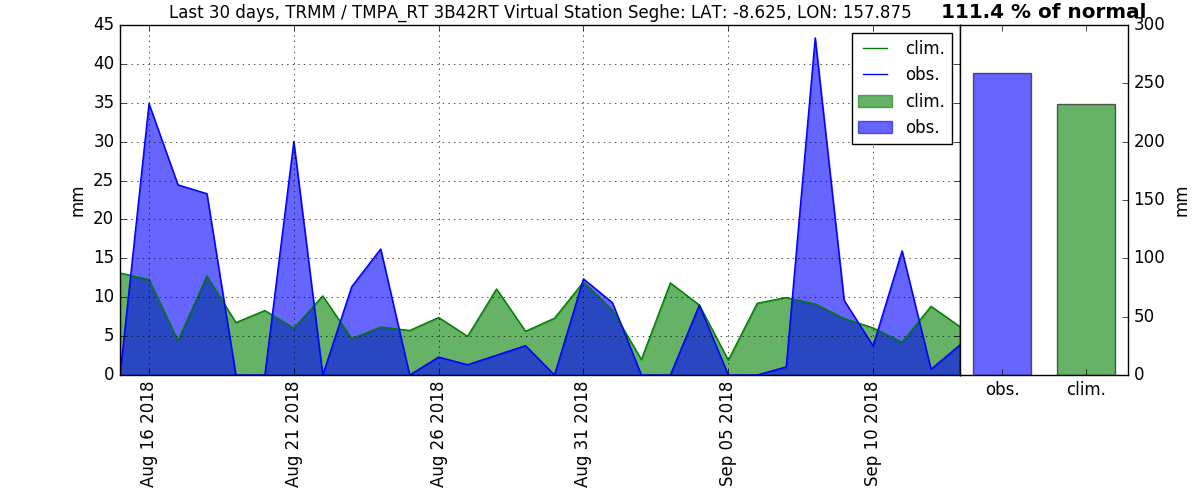 Last 30 days, TRMM / TMPA_RT 3B42RT Virtual Station Seghe: LAT: -8.625, LON: 157.875
111.4 % of normal
45
40
35
30
25
20
15
10
5
0
mm
clim.
obs.
clim.
obs.
Aug 16 2018
Aug 21 2018
Aug 26 2018
Aug 31 2018
Sep 05 2018
Sep 10 2018
300
250
200
150
100
50
0
mm
obs.
clim.